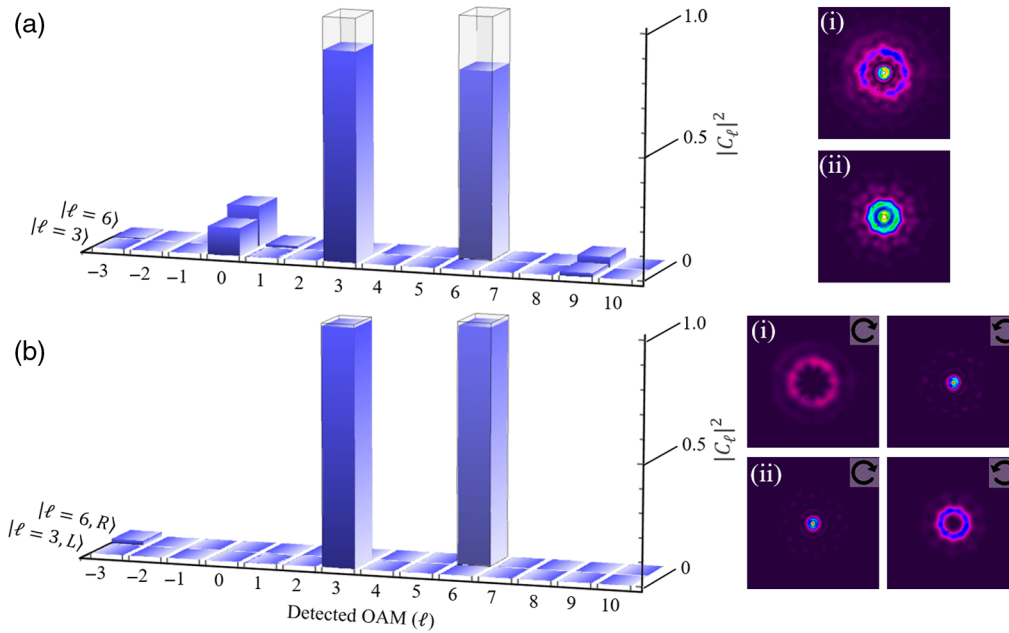 (a)
1.0
0.5
0
|C_ℓ|²
|ℓ = 6⟩
|ℓ = 3⟩
−3 −2 −1 0 1 2 3 4 5 6 7 8 9 10
(i)
(ii)
(b)
1.0
0.5
0
|C_ℓ|²
|ℓ = 6, R⟩
|ℓ = 3, L⟩
−3 −2 −1 0 1 2 3 4 5 6 7 8 9 10
Detected OAM (ℓ)
(i)
(ii)